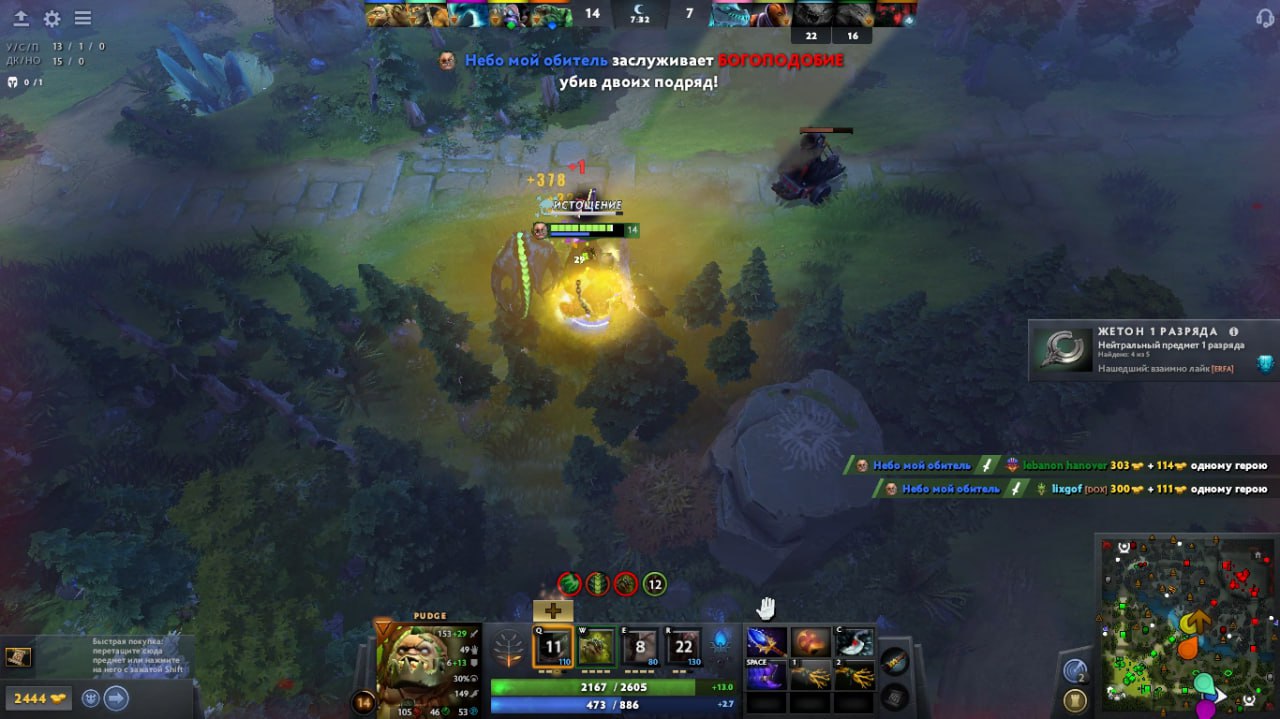 14 7:32 7
22 16
У/С/П 13 / 1 / 0
ДК/НО 15 / 0
0 /1
Небо мой обитель заслуживает БОГОПОДОБИЕ
убив двоих подряд!
+1
+378
ИСТОЩЕНИЕ
14
ЖЕТОН 1 РАЗРЯДА
Нейтральный предмет 1 разряда
Найдено: 4 из 5
Нашедший: взаимно лайк [ERFA]
Небо мой обитель lebanon hanover 303 + 114 одному герою
Небо мой обитель lixgof [DOX] 300 + 111 одному герою
12
PUDGE
153 +29
49
6 +13
30%
149
105 46 53
14
Q 11 110
W
E 8 80
R 22 130
2167 / 2605 +13.0
473 / 886 +2.7
SPACE 1 2
Быстрая покупка:
перетащите сюда
предмет или нажмите
на него с зажатой Shift
2444
2